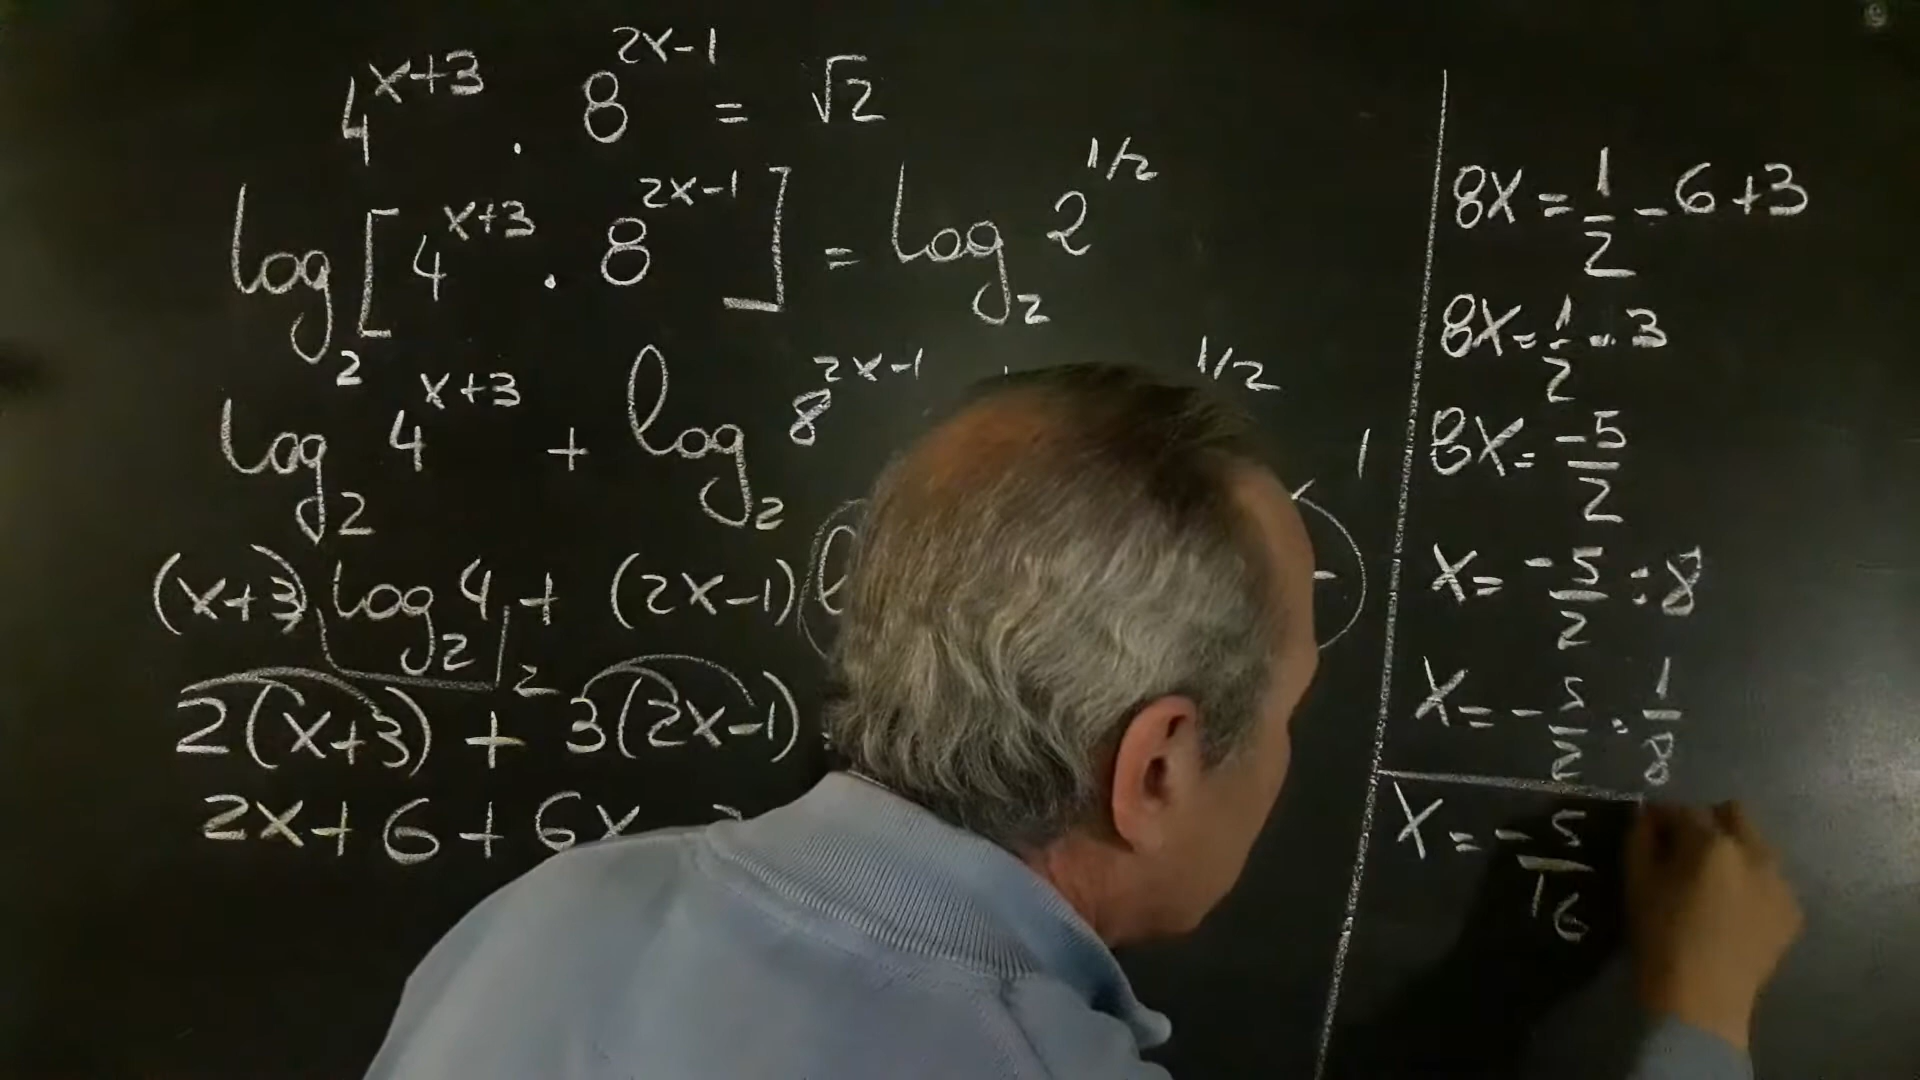 4^{x+3} · 8^{2x-1} = √2
log_2 [4^{x+3} · 8^{2x-1}] = log_2 2^{1/2}
log_2 4^{x+3} + log_2 8^{2x-1} 1/2
(x+3) log_2 4 + (2x-1)
2
2(x+3) + 3(2x-1)
2x+6+6x
8X = 1/2 - 6 + 3
8X = 1/2 - 3
8X = -5/2
X = -5/2 : 8
X = -5/2 · 1/8
X = -5/16